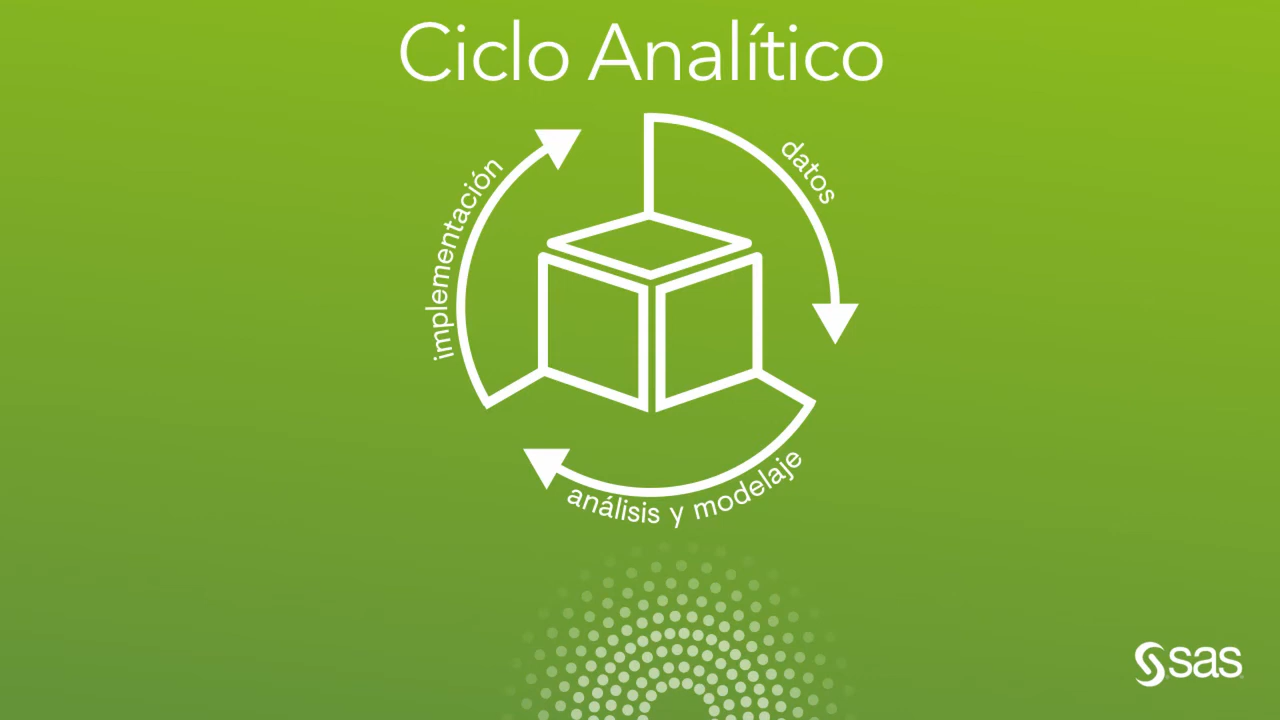 Ciclo Analítico
datos
implementación
análisis y modelaje
sas